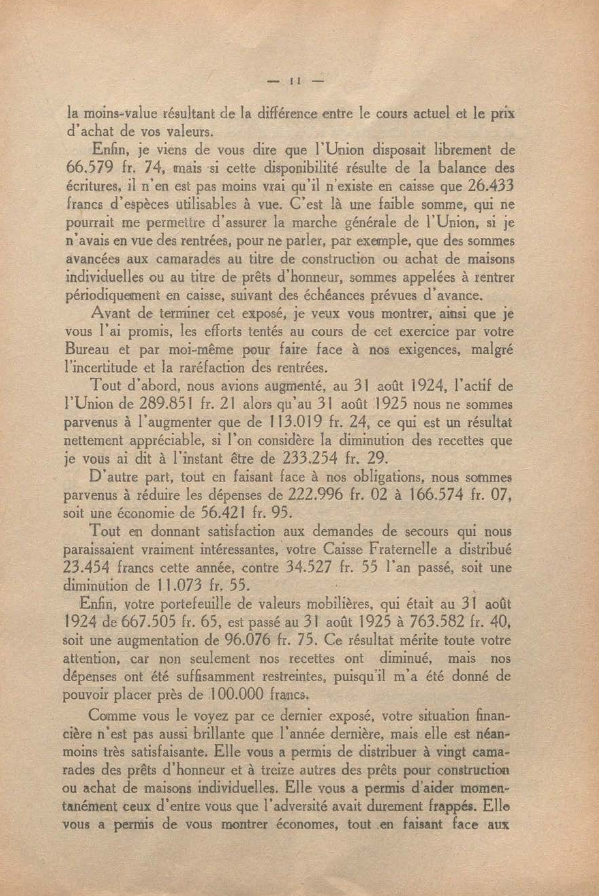 — 11 —
la moins-value résultant de la différence entre le cours actuel et le prix
d'achat de vos valeurs.
Enfin, je viens de vous dire que l'Union disposait librement de
66.579 fr. 74, mais si cette disponibilité résulte de la balance des
écritures, il n'en est pas moins vrai qu'il n'existe en caisse que 26.433
francs d'espèces utilisables à vue. C'est là une faible somme, qui ne
pourrait me permettre d'assurer la marche générale de l'Union, si je
n'avais en vue des rentrées, pour ne parler, par exemple, que des sommes
avancées aux camarades au titre de construction ou achat de maisons
individuelles ou au titre de prêts d'honneur, sommes appelées à rentrer
périodiquement en caisse, suivant des échéances prévues d'avance.
Avant de terminer cet exposé, je veux vous montrer, ainsi que je
vous l'ai promis, les efforts tentés au cours de cet exercice par votre
Bureau et par moi-même pour faire face à nos exigences, malgré
l'incertitude et la raréfaction des rentrées.
Tout d'abord, nous avions augmenté, au 31 août 1924, l'actif de
l'Union de 289.851 fr. 21 alors qu'au 31 août 1925 nous ne sommes
parvenus à l'augmenter que de 113.019 fr. 24, ce qui est un résultat
nettement appréciable, si l'on considère la diminution des recettes que
je vous ai dit à l'instant être de 233.254 fr. 29.
D'autre part, tout en faisant face à nos obligations, nous sommes
parvenus à réduire les dépenses de 222.996 fr. 02 à 166.574 fr. 07,
soit une économie de 56.421 fr. 95.
Tout en donnant satisfaction aux demandes de secours qui nous
paraissaient vraiment intéressantes, votre Caisse Fraternelle a distribué
23.454 francs cette année, contre 34.527 fr. 55 l'an passé, soit une
diminution de 11.073 fr. 55.
Enfin, votre portefeuille de valeurs mobilières, qui était au 31 août
1924 de 667.505 fr. 65, est passé au 31 août 1925 à 763.582 fr. 40,
soit une augmentation de 96.076 fr. 75. Ce résultat mérite toute votre
attention, car non seulement nos recettes ont diminué, mais nos
dépenses ont été suffisamment restreintes, puisqu'il m'a été donné de
pouvoir placer près de 100.000 francs.
Comme vous le voyez par ce dernier exposé, votre situation finan-
cière n'est pas aussi brillante que l'année dernière, mais elle est néan-
moins très satisfaisante. Elle vous a permis de distribuer à vingt cama-
rades des prêts d'honneur et à treize autres des prêts pour construction
ou achat de maisons individuelles. Elle vous a permis d'aider momen-
tanément ceux d'entre vous que l'adversité avait durement frappés. Elle
vous a permis de vous montrer économes, tout en faisant face aux